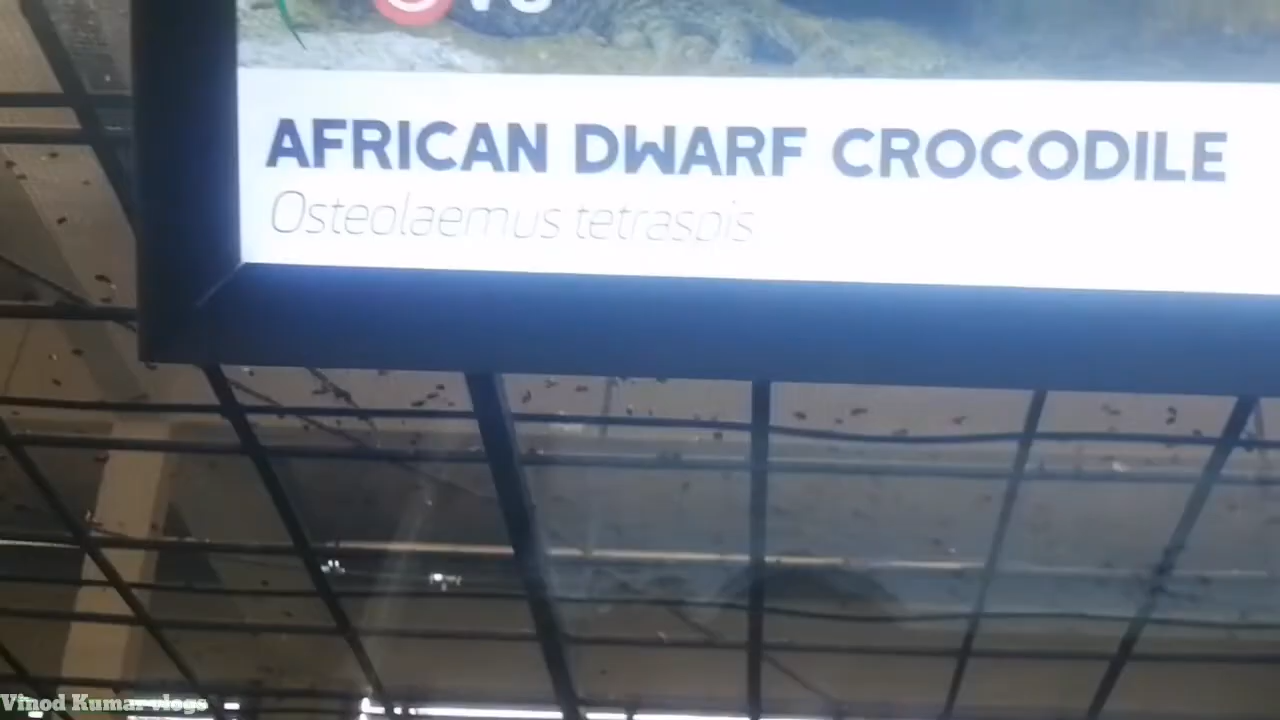 AFRICAN DWARF CROCODILE
Osteolaemus tetraspis
Vinod Kumar vlogs